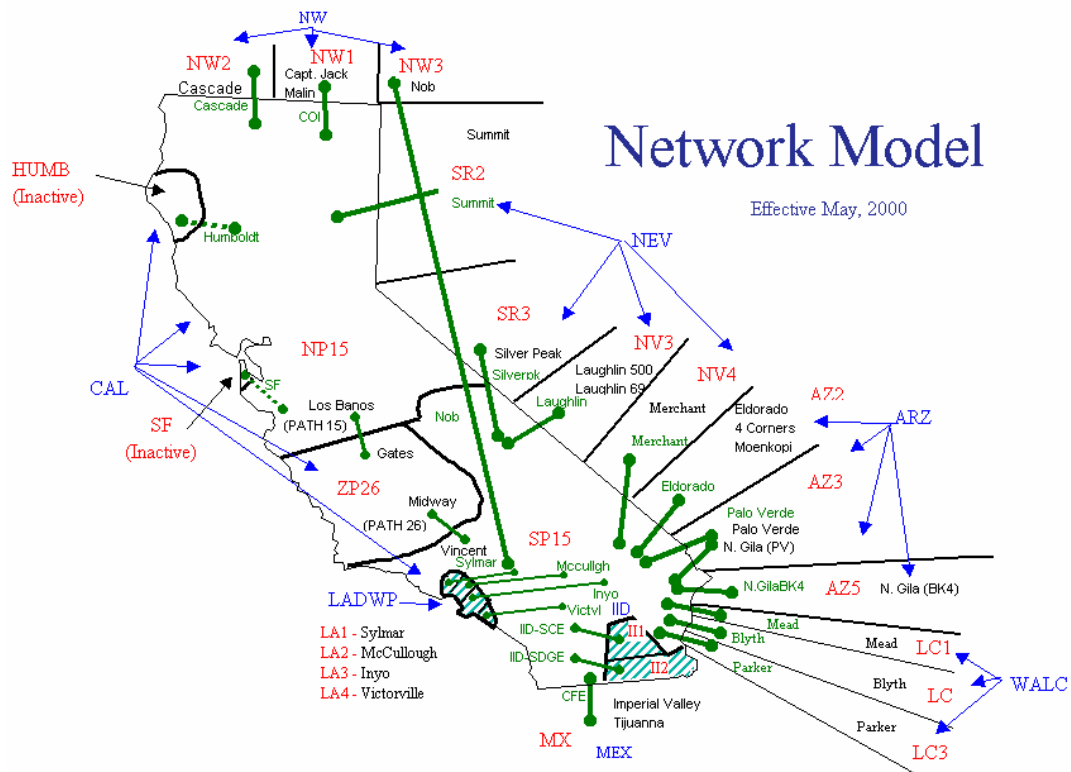 NW
NW2
NW1
NW3
Capt. Jack
Malin
Nob
Cascade
Cascade
COI
Summit
Network Model
Effective May, 2000
HUMB
(Inactive)
SR2
Summit
Humboldt
NEV
SR3
NP15
Silver Peak
NV3
Silverpk
Laughlin 500
Laughlin 69
NV4
CAL
SF
Los Banos
(PATH 15)
Nob
Laughlin
Merchant
Eldorado
4 Corners
Moenkopi
AZ2
ARZ
SF
(Inactive)
Gates
Merchant
ZP26
Eldorado
AZ3
Midway
(PATH 26)
Palo Verde
Palo Verde
N. Gila (PV)
Vincent
SP15
Sylmar
Mccullgh
Inyo
N.GilaBK4
AZ5
N. Gila (BK4)
LADWP
Victvl
IID
Mead
IID-SCE
II1
Blyth
Mead
LC1
LA1 - Sylmar
LA2 - McCullough
LA3 - Inyo
LA4 - Victorville
IID-SDGE
II2
Parker
Blyth
LC
WALC
CFE
Imperial Valley
Tijuanna
Parker
MX
MEX
LC3